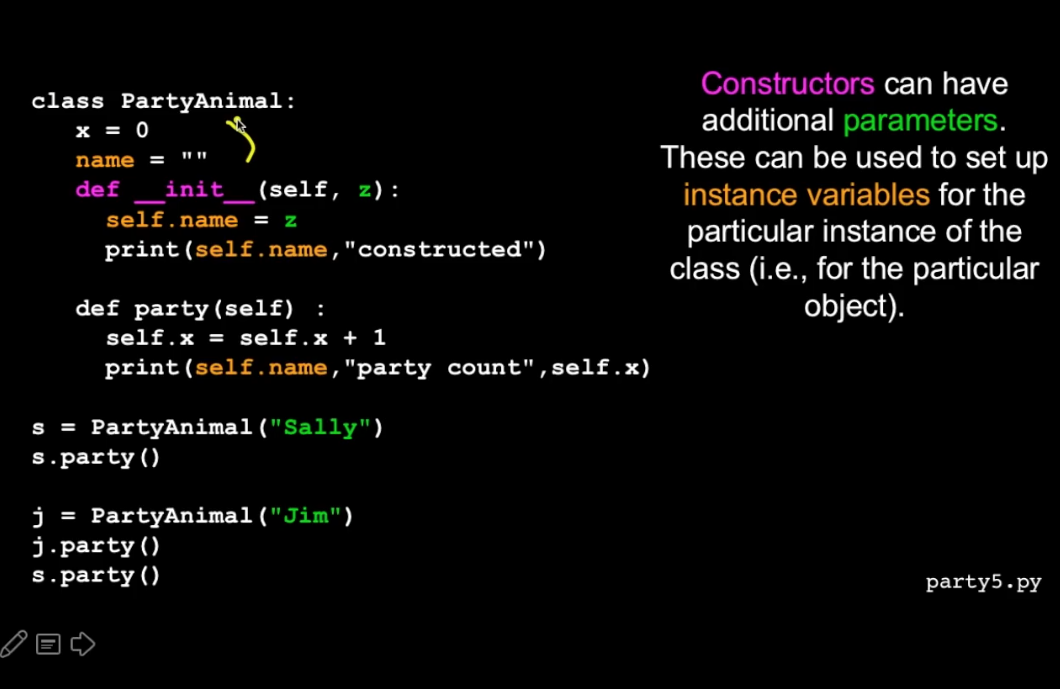 class PartyAnimal:
x = 0
name = ""
def __init__(self, z):
self.name = z
print(self.name,"constructed")
def party(self) :
self.x = self.x + 1
print(self.name,"party count",self.x)
s = PartyAnimal("Sally")
s.party()
j = PartyAnimal("Jim")
j.party()
s.party()
Constructors can have
additional parameters.
These can be used to set up
instance variables for the
particular instance of the
class (i.e., for the particular
object).
party5.py